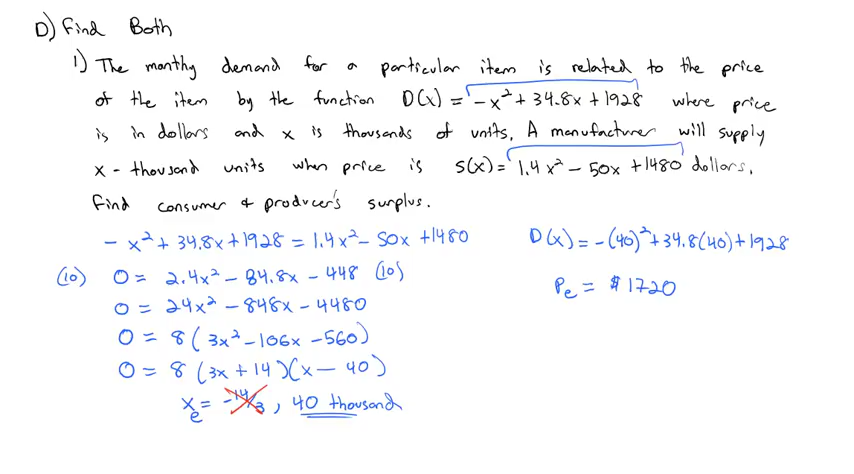 D) Find Both
1) The monthy demand for a particular item is related to the price
of the item by the function D(x) = -x² + 34.8x + 1928 where price
is in dollars and x is thousands of units. A manufacturer will supply
x - thousand units when price is S(x) = 1.4x² - 50x + 1480 dollars.
Find consumer & producer's surplus.
-x² + 34.8x + 1928 = 1.4x² - 50x + 1480
(10) 0 = 2.4x² - 84.8x - 448 (10)
0 = 24x² - 848x - 4480
0 = 8(3x² - 106x - 560)
0 = 8(3x + 14)(x - 40)
xₑ = -14/3, 40 thousand
D(x) = -(40)² + 34.8(40) + 1928
Pₑ = $1720